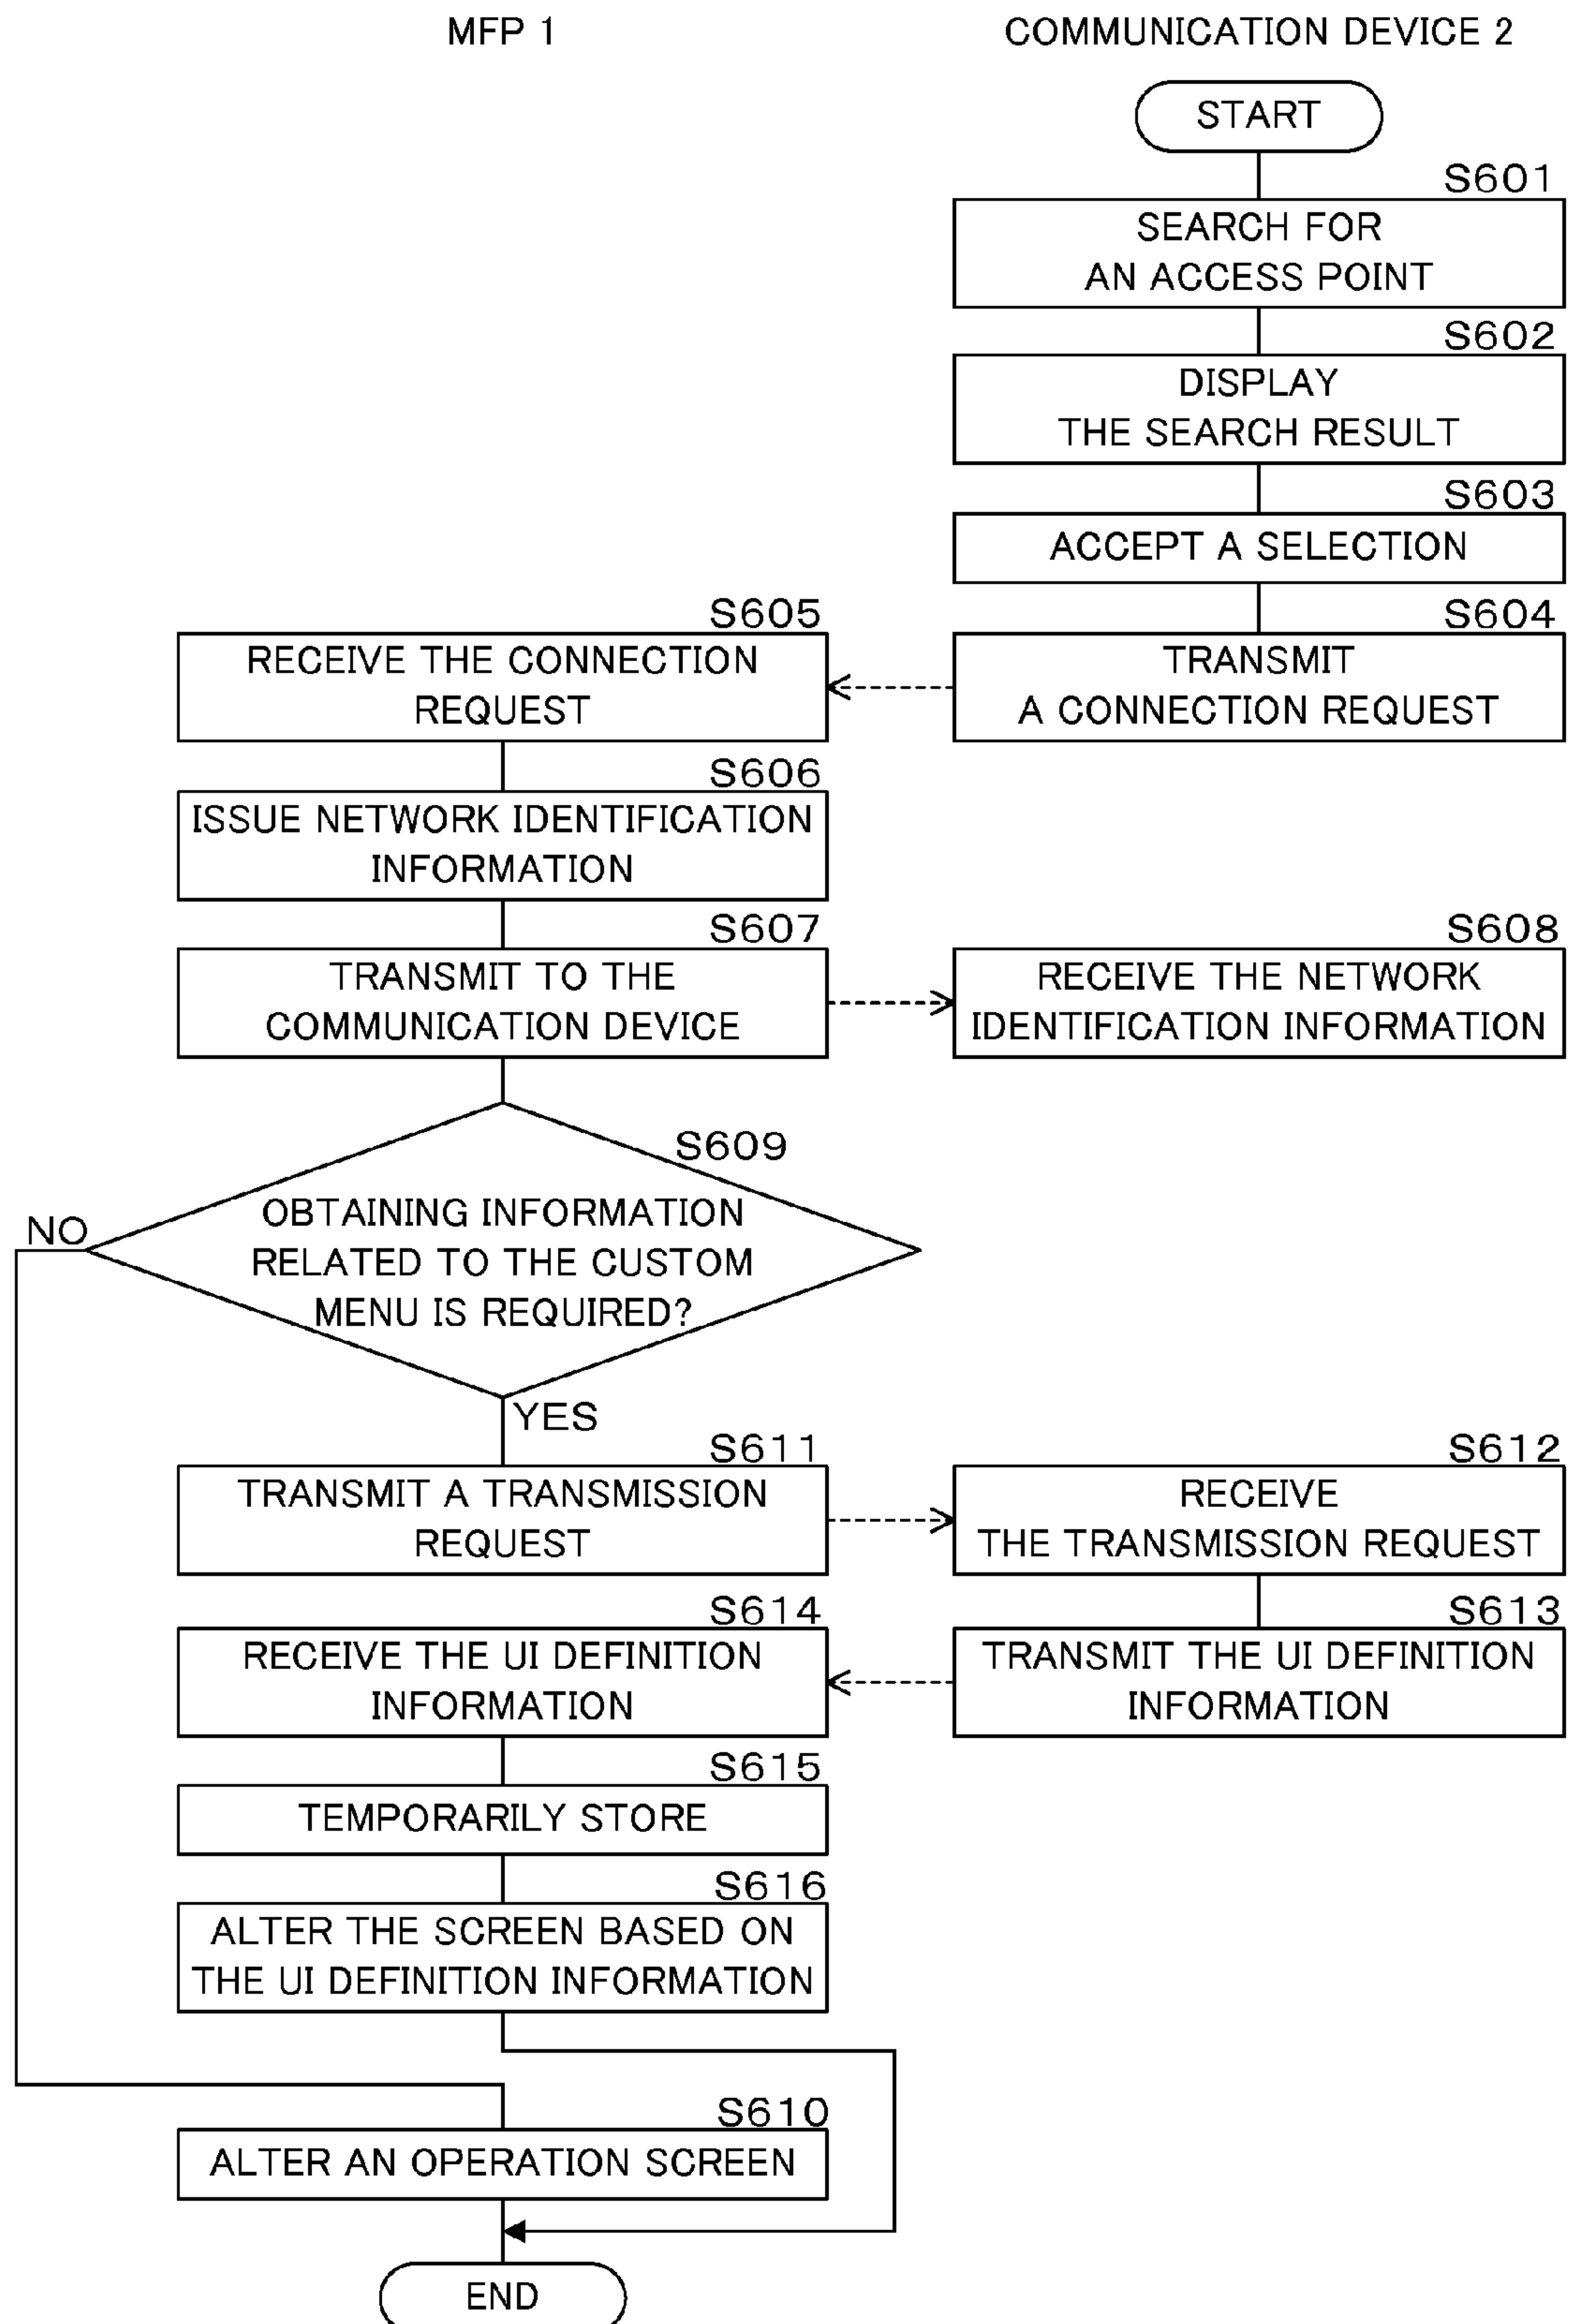 MFP 1
COMMUNICATION DEVICE 2
START
S601
SEARCH FOR
AN ACCESS POINT
S602
DISPLAY
THE SEARCH RESULT
S603
ACCEPT A SELECTION
S605
RECEIVE THE CONNECTION
REQUEST
S604
TRANSMIT
A CONNECTION REQUEST
S606
ISSUE NETWORK IDENTIFICATION
INFORMATION
S607
TRANSMIT TO THE
COMMUNICATION DEVICE
S608
RECEIVE THE NETWORK
IDENTIFICATION INFORMATION
S609
OBTAINING INFORMATION
RELATED TO THE CUSTOM
MENU IS REQUIRED?
NO
YES
S611
TRANSMIT A TRANSMISSION
REQUEST
S612
RECEIVE
THE TRANSMISSION REQUEST
S614
RECEIVE THE UI DEFINITION
INFORMATION
S613
TRANSMIT THE UI DEFINITION
INFORMATION
S615
TEMPORARILY STORE
S616
ALTER THE SCREEN BASED ON
THE UI DEFINITION INFORMATION
S610
ALTER AN OPERATION SCREEN
END